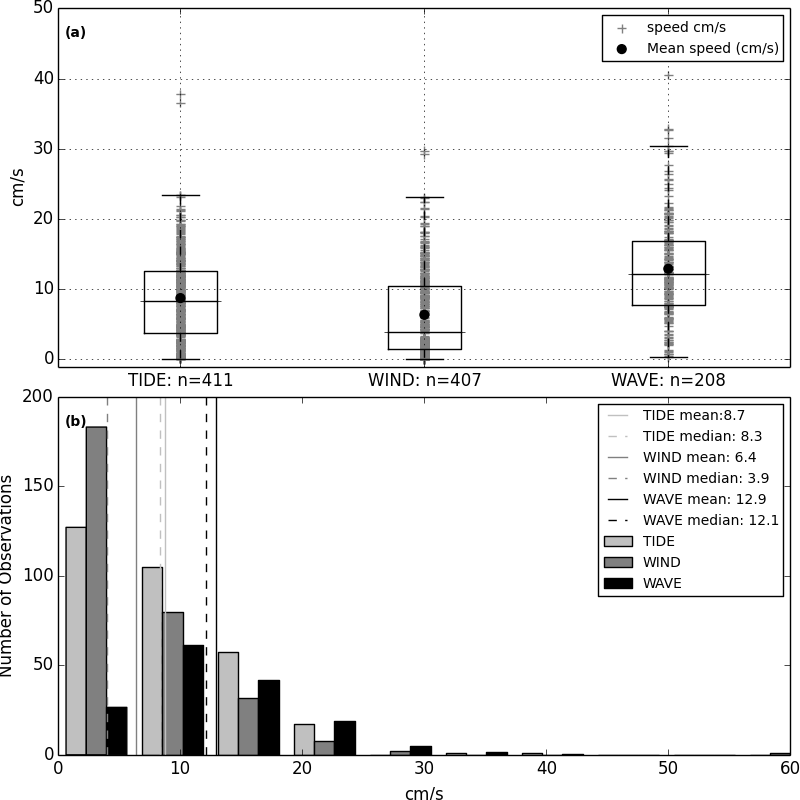 50
40
30
20
10
0
cm/s
(a)
speed cm/s
Mean speed (cm/s)
TIDE: n=411
WIND: n=407
WAVE: n=208
200
150
100
50
0
Number of Observations
(b)
TIDE mean:8.7
TIDE median: 8.3
WIND mean: 6.4
WIND median: 3.9
WAVE mean: 12.9
WAVE median: 12.1
TIDE
WIND
WAVE
0 10 20 30 40 50 60
cm/s